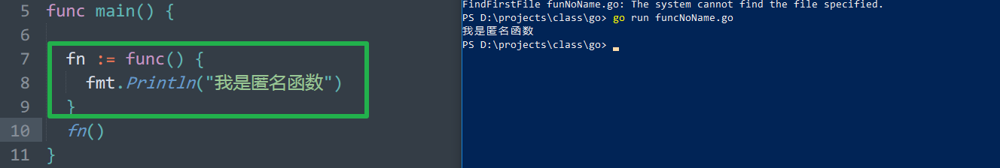 5 func main() {
6
7 fn := func() {
8 fmt.Println("我是匿名函数")
9 }
10 fn()
11 }
FindFirstFile funNoName.go: The system cannot find the file specified.
PS D:\projects\class\go> go run funcNoName.go
我是匿名函数
PS D:\projects\class\go>